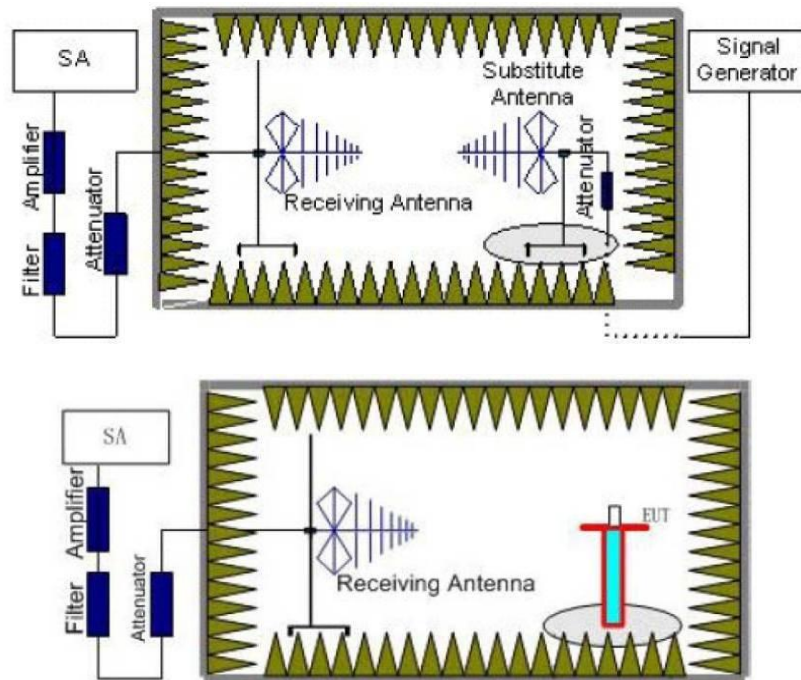 SA
Signal
Generator
Substitute
Antenna
Amplifier
Attenuator
Attenuator
Receiving Antenna
Filter
SA
Amplifier
EUT
Receiving Antenna
Filter
Attenuator